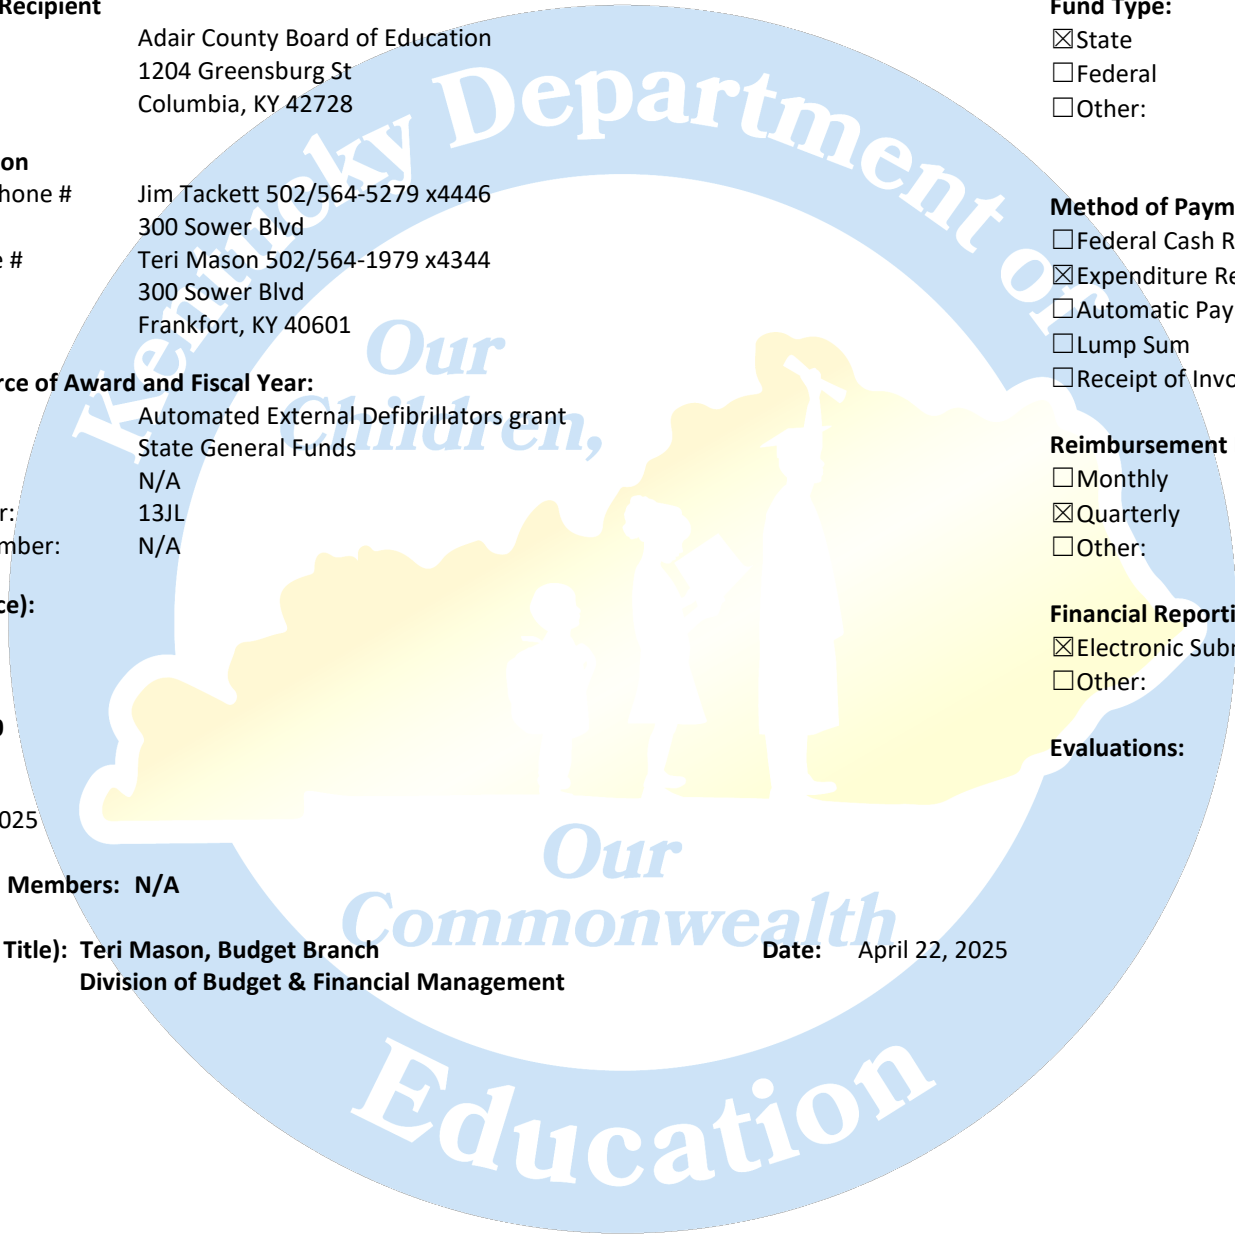 Recipient
Adair County Board of Education
1204 Greensburg St
Columbia, KY 42728
on
hone # Jim Tackett 502/564-5279 x4446
300 Sower Blvd
e # Teri Mason 502/564-1979 x4344
300 Sower Blvd
Frankfort, KY 40601
rce of Award and Fiscal Year:
Automated External Defibrillators grant
State General Funds
N/A
r: 13JL
mber: N/A
ce):
025
Members: N/A
Title): Teri Mason, Budget Branch
Division of Budget & Financial Management
Date: April 22, 2025
Fund Type:
☒State
☐Federal
☐Other:
Method of Paym
☐Federal Cash R
☒Expenditure Re
☐Automatic Pay
☐Lump Sum
☐Receipt of Invo
Reimbursement
☐Monthly
☒Quarterly
☐Other:
Financial Reporti
☒Electronic Subr
☐Other:
Evaluations:
Kentucky Department of
Education
Our
Children,
Our
Commonwealth